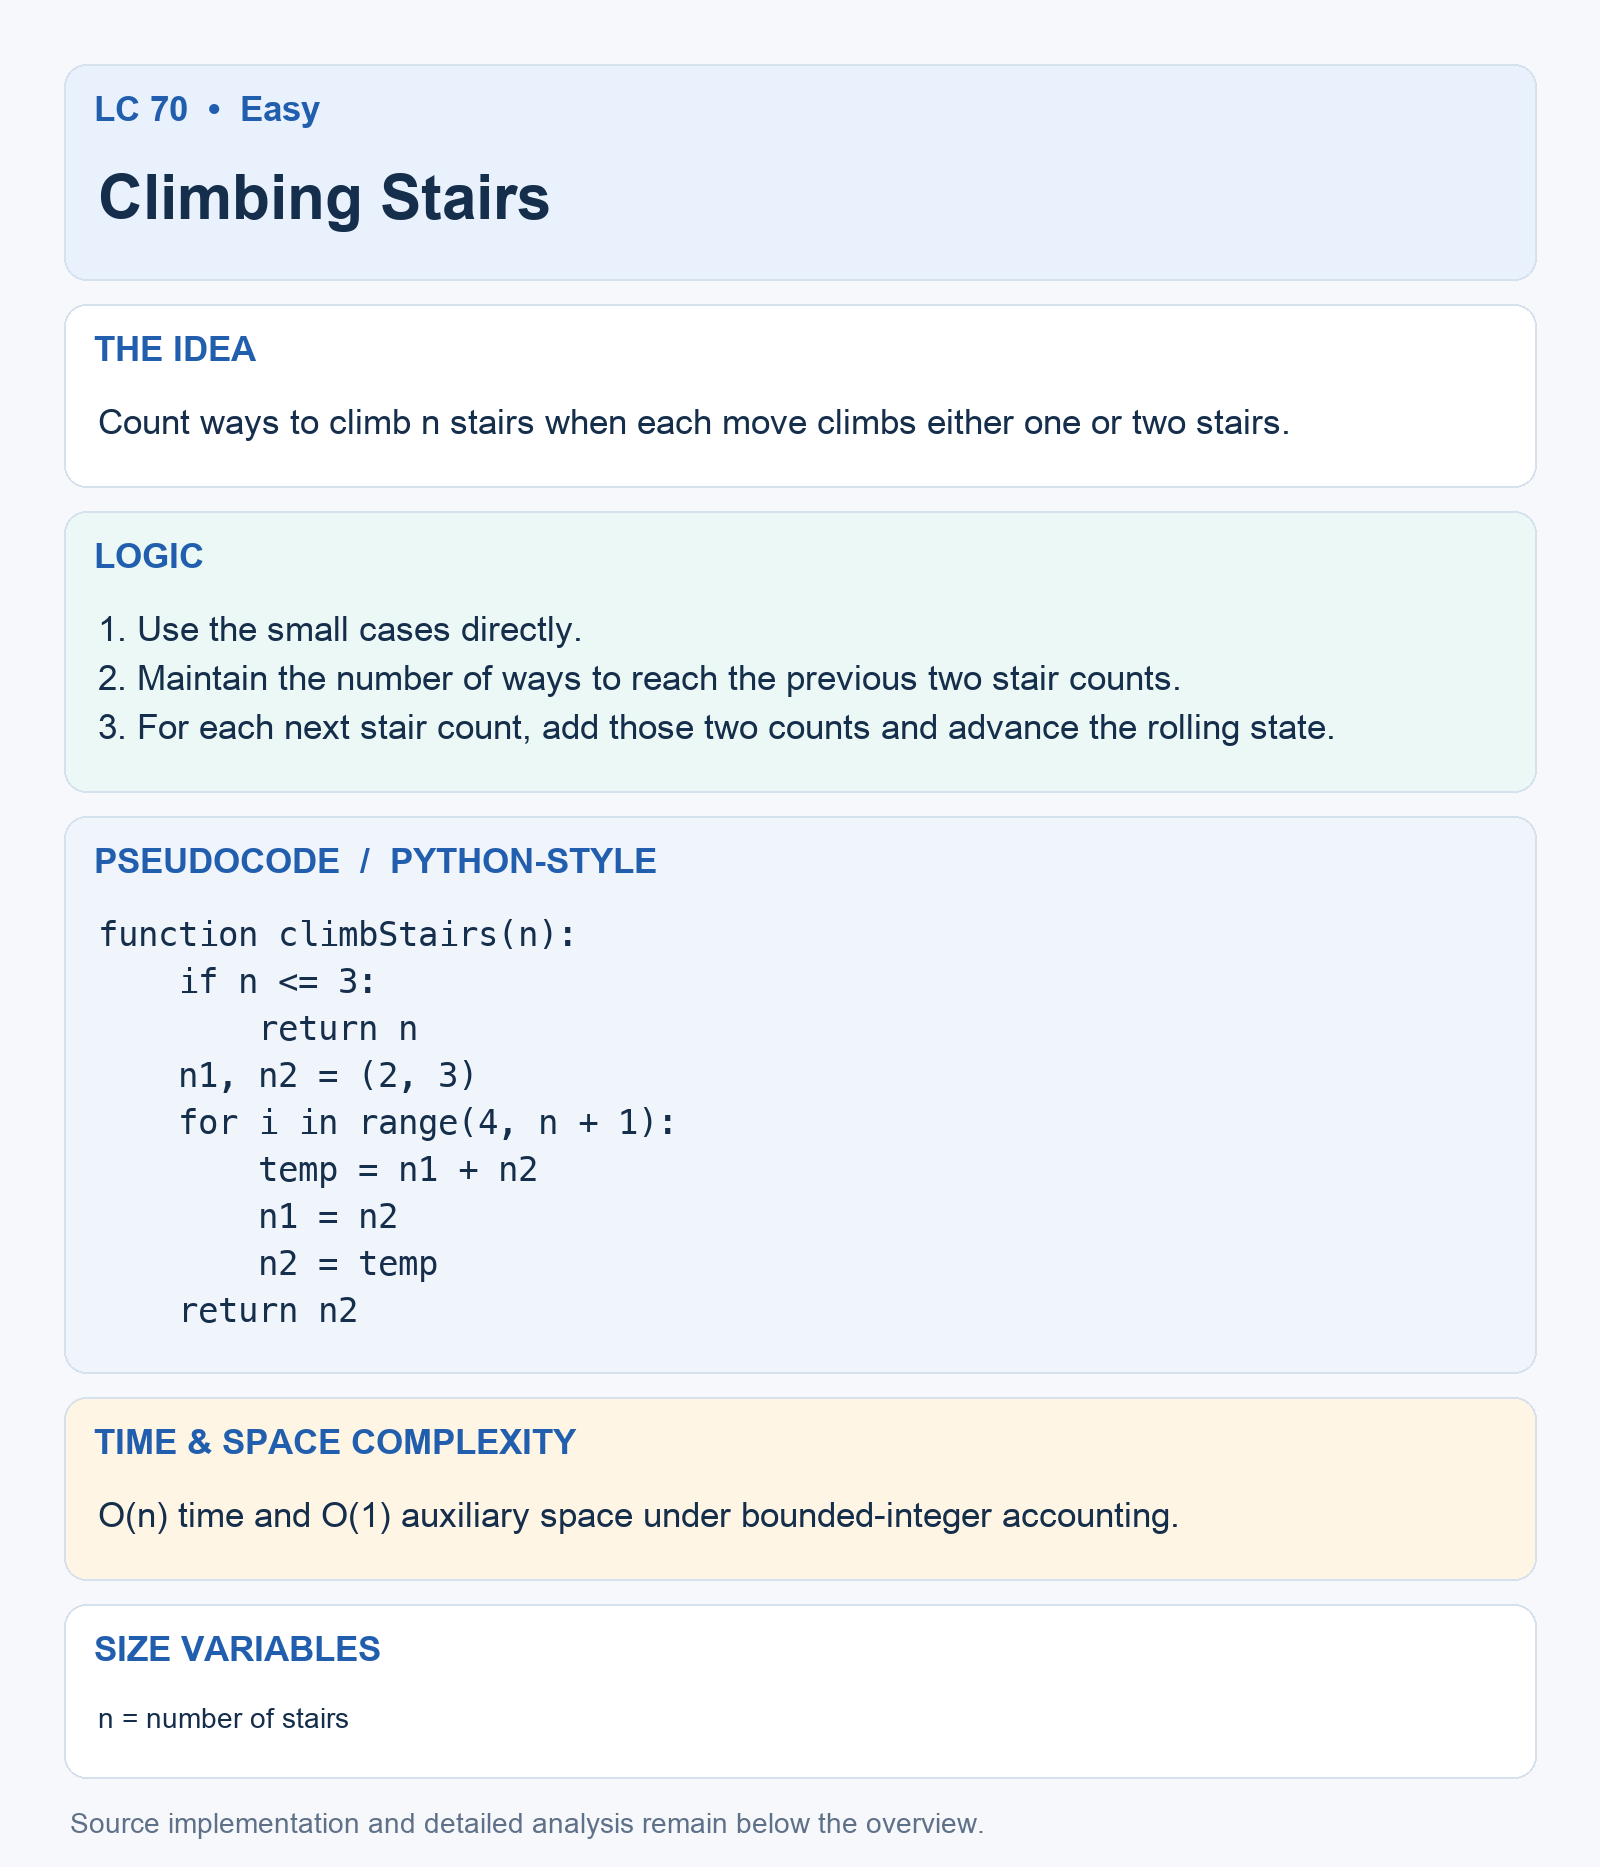 LC 70 • Easy
Climbing Stairs
THE IDEA
Count ways to climb n stairs when each move climbs either one or two stairs.
LOGIC
1. Use the small cases directly.
2. Maintain the number of ways to reach the previous two stair counts.
3. For each next stair count, add those two counts and advance the rolling state.
PSEUDOCODE / PYTHON-STYLE
function climbStairs(n):
    if n <= 3:
        return n
    n1, n2 = (2, 3)
    for i in range(4, n + 1):
        temp = n1 + n2
        n1 = n2
        n2 = temp
    return n2
TIME & SPACE COMPLEXITY
O(n) time and O(1) auxiliary space under bounded-integer accounting.
SIZE VARIABLES
n = number of stairs
Source implementation and detailed analysis remain below the overview.